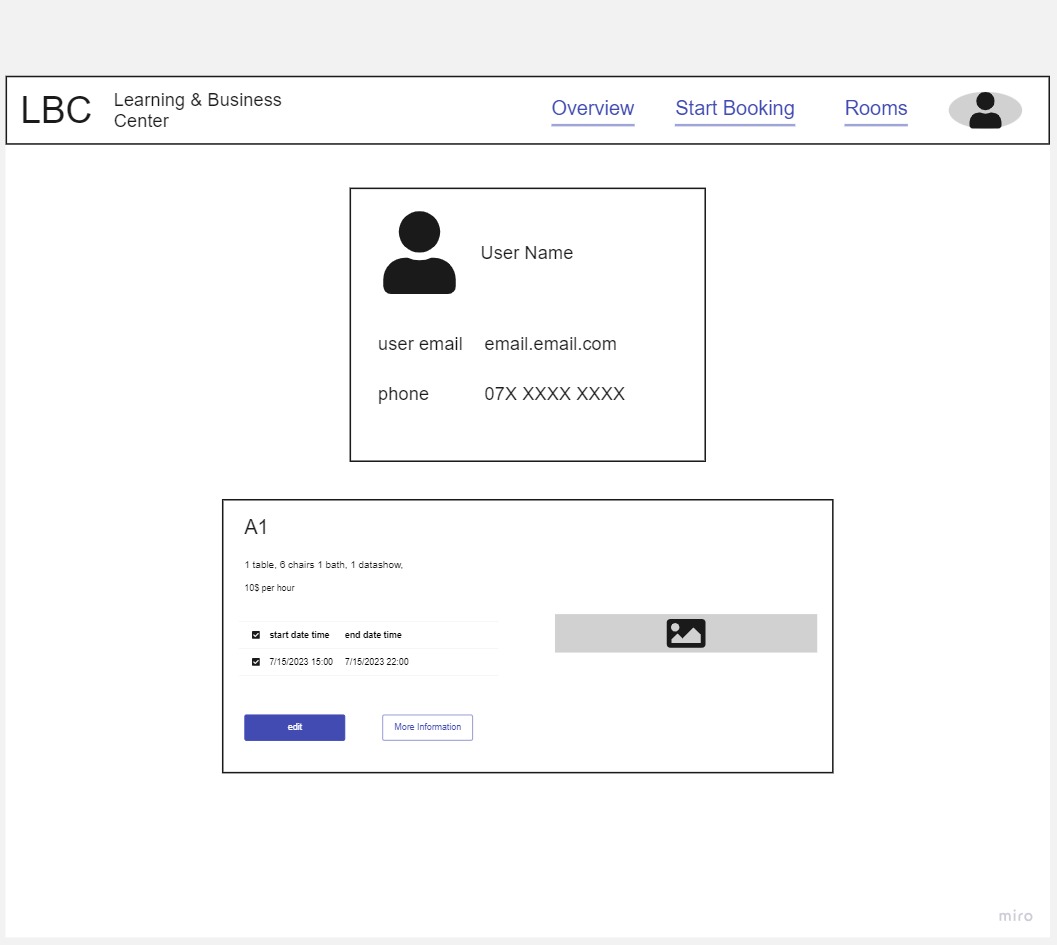 LBC
Learning & Business
Center
Overview
Start Booking
Rooms
User Name
user email
email.email.com
phone
07X XXXX XXXX
A1
1 table, 6 chairs 1 bath, 1 datashow,
10$ per hour
start date time end date time
7/15/2023 15:00 7/15/2023 22:00
edit
More Information
miro